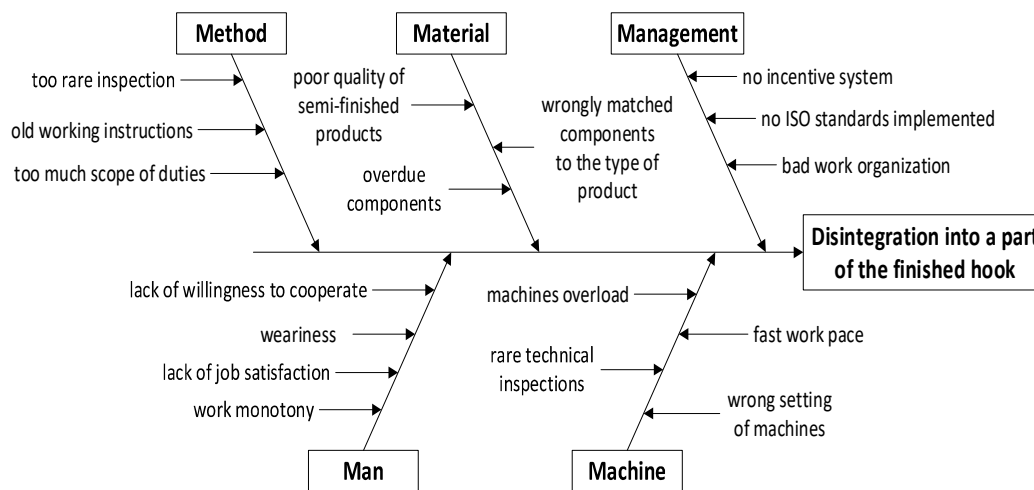 Method
Material
Management
too rare inspection
old working instructions
too much scope of duties
poor quality of
semi-finished
products
overdue
components
wrongly matched
components
to the type of
product
no incentive system
no ISO standards implemented
bad work organization
Disintegration into a part
of the finished hook
lack of willingness to cooperate
weariness
lack of job satisfaction
work monotony
machines overload
rare technical
inspections
fast work pace
wrong setting
of machines
Man
Machine